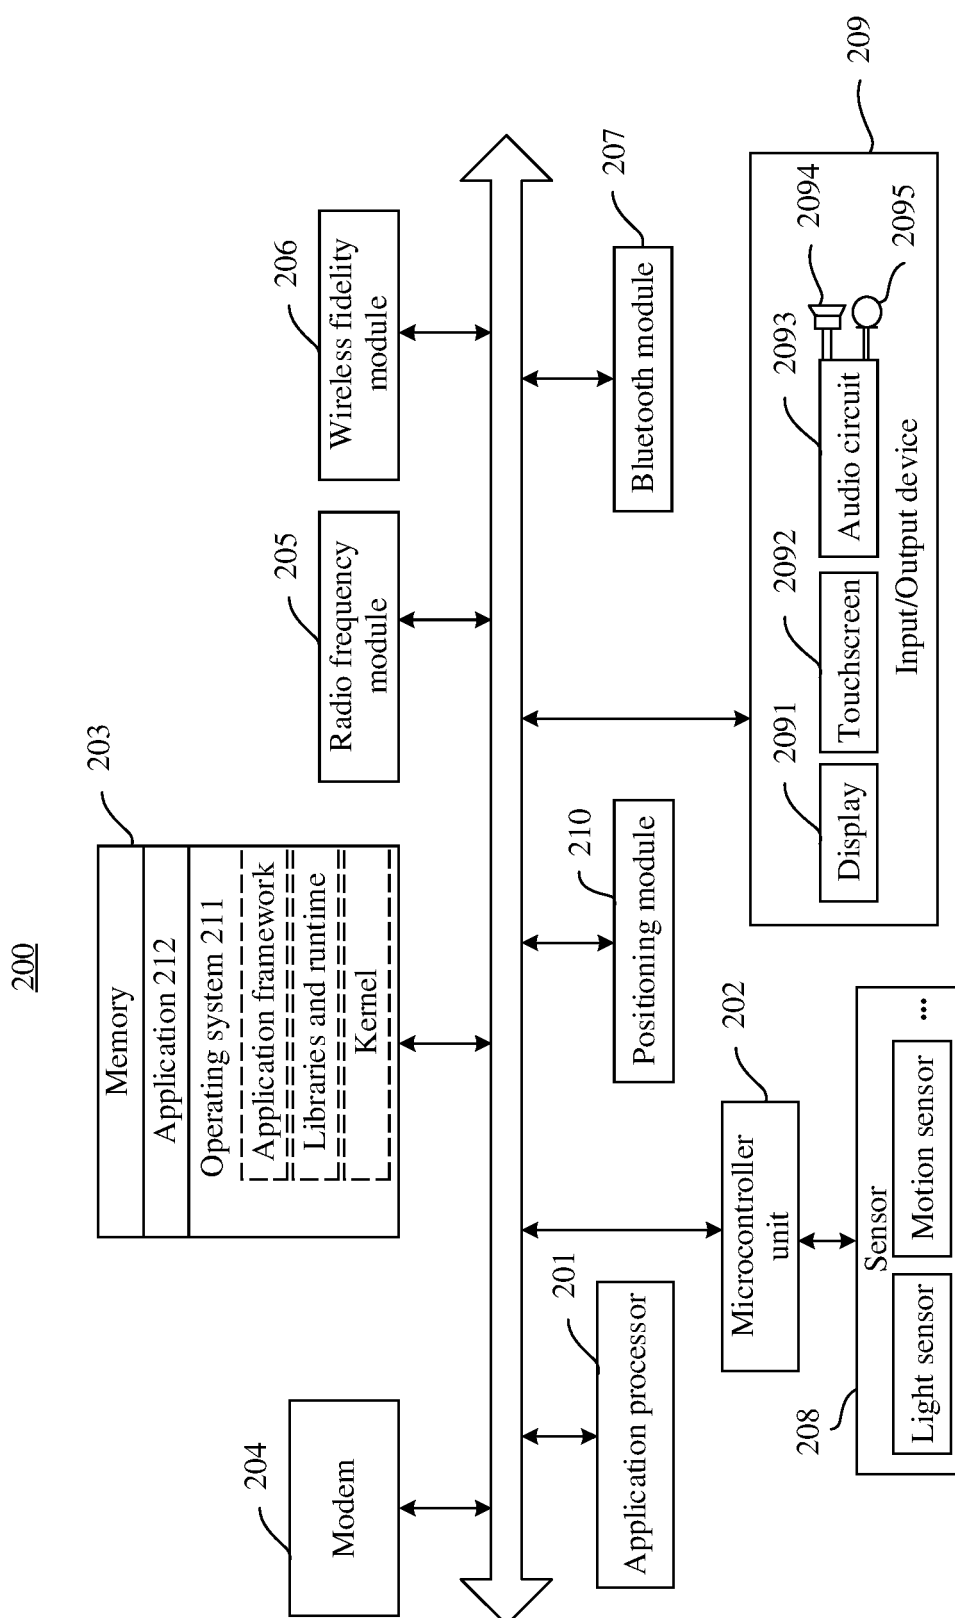 200
204
Modem
Memory
203
Application 212
Operating system 211
Application framework
Libraries and runtime
Kernel
205
Radio frequency
module
206
Wireless fidelity
module
201
Application processor
202
Microcontroller
unit
208
Sensor
Light sensor
Motion sensor
...
210
Positioning module
207
Bluetooth module
209
2091
Display
2092
Touchscreen
2093
Audio circuit
2094
2095
Input/Output device